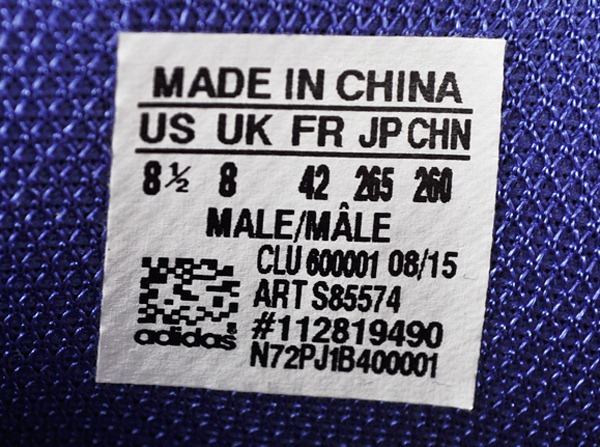 MADE IN CHINA
US UK FR JP CHN
8½ 8 42 265 260
MALE/MÂLE
CLU 600001 08/15
ART S85574
#112819490
adidas
N72PJ1B400001